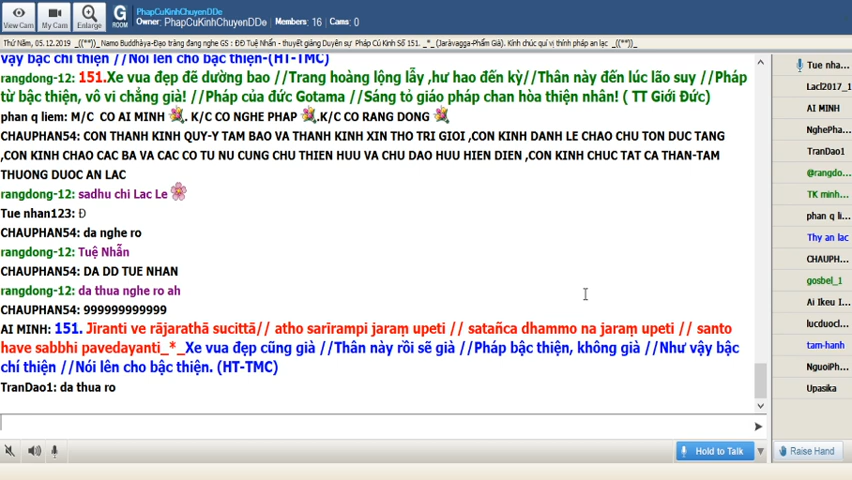 View Cam
My Cam
Enlarge
G
ROOM
PhapCuKinhChuyenDDe
Owner: PhapCuKinhChuyenDDe Members: 16 Cams: 0
Thứ Năm, 05.12.2019 _((**))_ Namo Buddhàya-Đạo tràng đang nghe GS : ĐĐ Tuệ Nhẫn - thuyết giảng Duyên sự Pháp Cú Kinh Số 151. _*_ (Jaràvagga-Phẩm Già). Kính chúc quí vị thính pháp an lạc _((**))_
vậy bậc chí thiện //Nói lên cho bậc thiện-(HT-TMC)
rangdong-12: 151.Xe vua đẹp đã dường bao //Trang hoàng lộng lẫy ,hư hao đến kỳ//Thân này đến lúc lão suy //Pháp
từ bậc thiện, vô vi chẳng già! //Pháp của đức Gotama //Sáng tỏ giáo pháp chan hòa thiện nhân! ( TT Giới Đức)
phan q liem: M/C CO AI MINH . K/C CO NGHE PHAP .K/C CO RANG DONG
CHAUPHAN54: CON THANH KINH QUY-Y TAM BAO VA THANH KINH XIN THO TRI GIOI ,CON KINH DANH LE CHAO CHU TON DUC TANG
,CON KINH CHAO CAC BA VA CAC CO TU NU CUNG CHU THIEN HUU VA CHU DAO HUU HIEN DIEN ,CON KINH CHUC TAT CA THAN-TAM
THUONG DUOC AN LAC
rangdong-12: sadhu chi Lac Le
Tue nhan123: Đ
CHAUPHAN54: da nghe ro
rangdong-12: Tuệ Nhẫn
CHAUPHAN54: DA DD TUE NHAN
rangdong-12: da thua nghe ro ah
CHAUPHAN54: 999999999999
AI MINH: 151. Jīranti ve rājarathā sucittā// atho sarīrampi jaraṃ upeti // satañca dhammo na jaraṃ upeti // santo
have sabbhi pavedayanti_*_Xe vua đẹp cũng già //Thân này rồi sẽ già //Pháp bậc thiện, không già //Như vậy bậc
chí thiện //Nói lên cho bậc thiện. (HT-TMC)
TranDao1: da thua ro
Hold to Talk
Raise Hand
Tue nha...
Lacl2017_1
AI MINH
NghePha...
TranDao1
@rangdo...
TK minh...
phan q li...
Thy an lac
CHAUPH...
gosbel_1
Ai Ikeu I...
lucduocl...
tam-hanh
NguoiPh...
Upasika